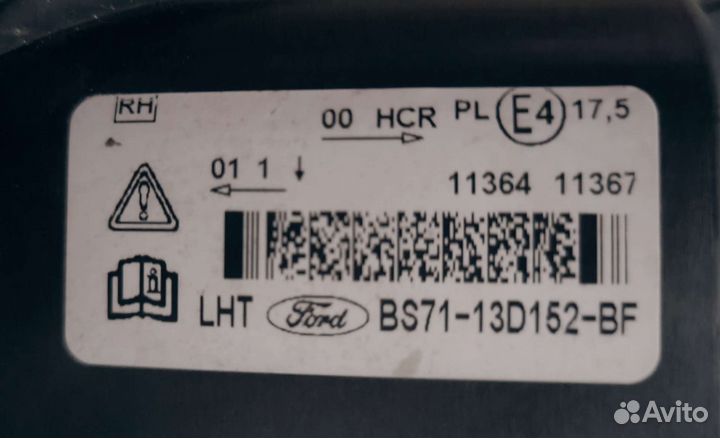 RH
00 HCR PL E4 17,5
01 1
11364 11367
LHT Ford BS71-13D152-BF
Avito